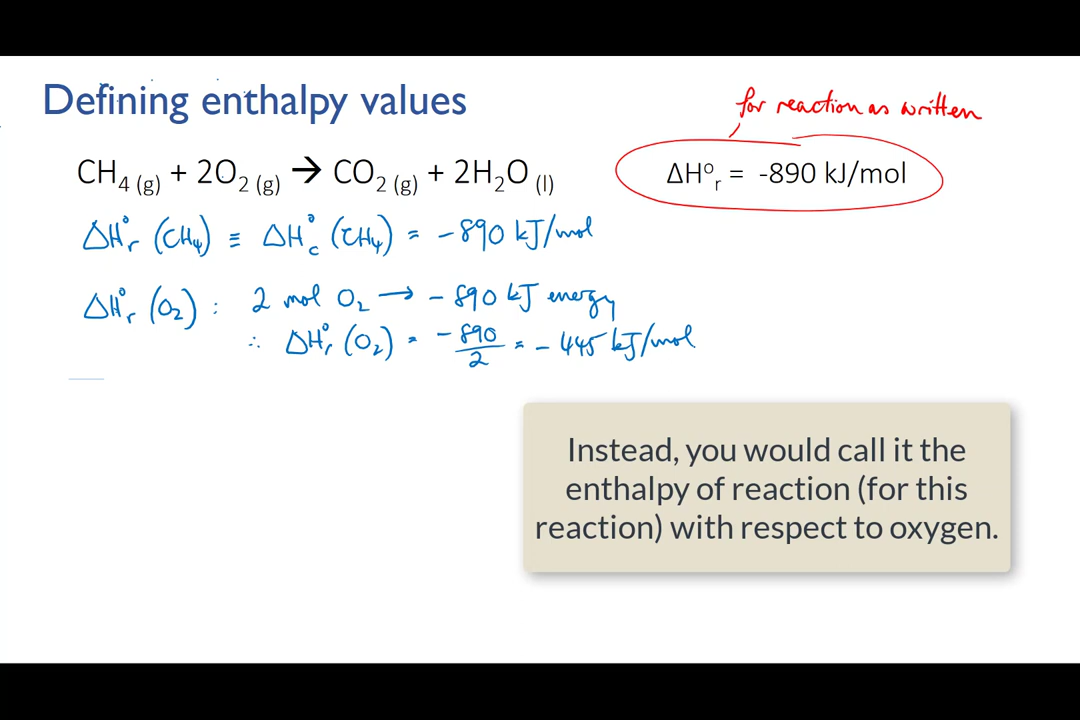 Defining enthalpy values
for reaction as written
CH₄ (g) + 2O₂ (g) → CO₂ (g) + 2H₂O (l)
ΔHᵒᵣ = -890 kJ/mol
ΔH°ᵣ (CH₄) ≡ ΔH°c (CH₄) = -890 kJ/mol
ΔH°ᵣ (O₂) : 2 mol O₂ → -890 kJ energy
∴ ΔH°ᵣ (O₂) = -890/2 = -445 kJ/mol
Instead, you would call it the
enthalpy of reaction (for this
reaction) with respect to oxygen.